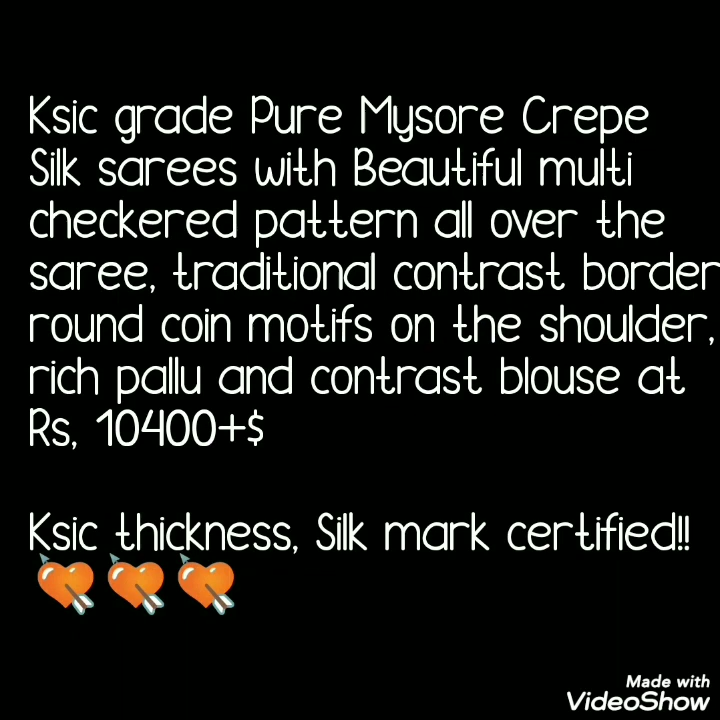 Ksic grade Pure Mysore Crepe
Silk sarees with Beautiful multi
checkered pattern all over the
saree, traditional contrast border
round coin motifs on the shoulder,
rich pallu and contrast blouse at
Rs, 10400+$
Ksic thickness, Silk mark certified!!
💘💘💘
Made with
VideoShow